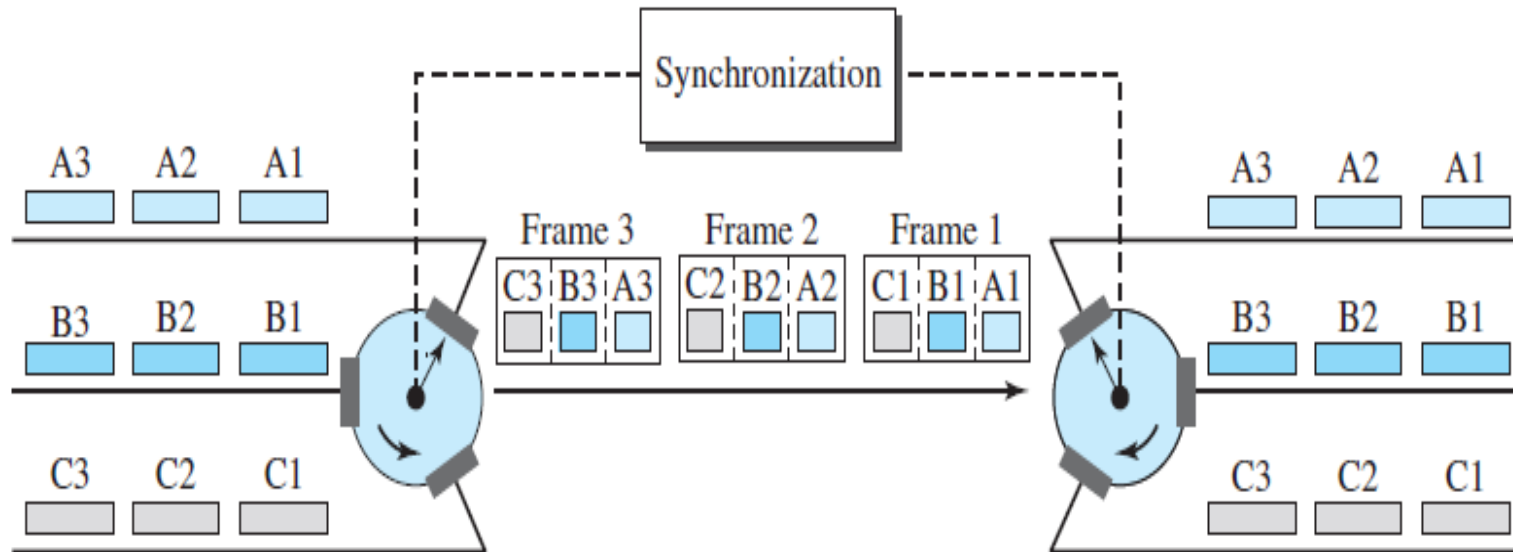 Synchronization
A3 A2 A1
A3 A2 A1
Frame 3 Frame 2 Frame 1
C3 B3 A3 C2 B2 A2 C1 B1 A1
B3 B2 B1
B3 B2 B1
C3 C2 C1
C3 C2 C1